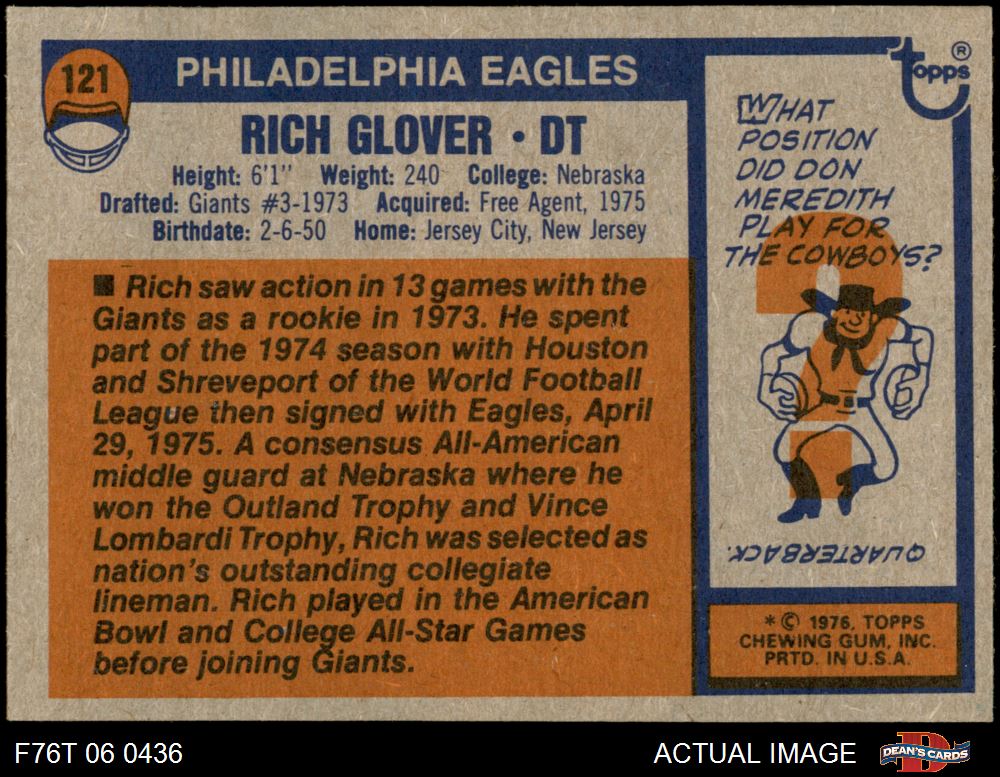 121
PHILADELPHIA EAGLES
RICH GLOVER • DT
Height: 6'1" Weight: 240 College: Nebraska
Drafted: Giants #3-1973 Acquired: Free Agent, 1975
Birthdate: 2-6-50 Home: Jersey City, New Jersey
■ Rich saw action in 13 games with the
Giants as a rookie in 1973. He spent
part of the 1974 season with Houston
and Shreveport of the World Football
League then signed with Eagles, April
29, 1975. A consensus All-American
middle guard at Nebraska where he
won the Outland Trophy and Vince
Lombardi Trophy, Rich was selected as
nation's outstanding collegiate
lineman. Rich played in the American
Bowl and College All-Star Games
before joining Giants.
Topps ®
WHAT
POSITION
DID DON
MEREDITH
PLAY FOR
THE COWBOYS?
?
QUARTERBACK.
* © 1976, TOPPS
CHEWING GUM, INC.
PRTD. IN U.S.A.
F76T 06 0436
ACTUAL IMAGE
DEAN'S CARDS